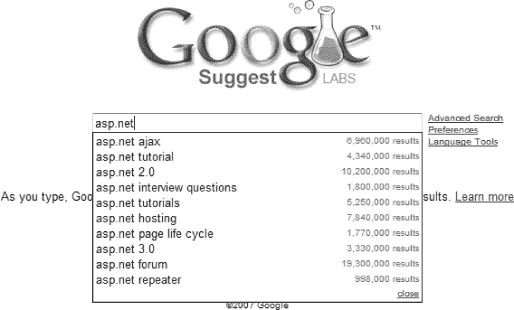 Google™
Suggest LABS
asp.net
Advanced Search
Preferences
Language Tools
asp.net ajax 6,960,000 results
asp.net tutorial 4,340,000 results
asp.net 2.0 10,200,000 results
asp.net interview questions 1,800,000 results
As you type, Goo
sults. Learn more
asp.net tutorials 5,250,000 results
asp.net hosting 7,840,000 results
asp.net page life cycle 1,770,000 results
asp.net 3.0 3,330,000 results
asp.net forum 19,300,000 results
asp.net repeater 998,000 results
close
©2007 Google